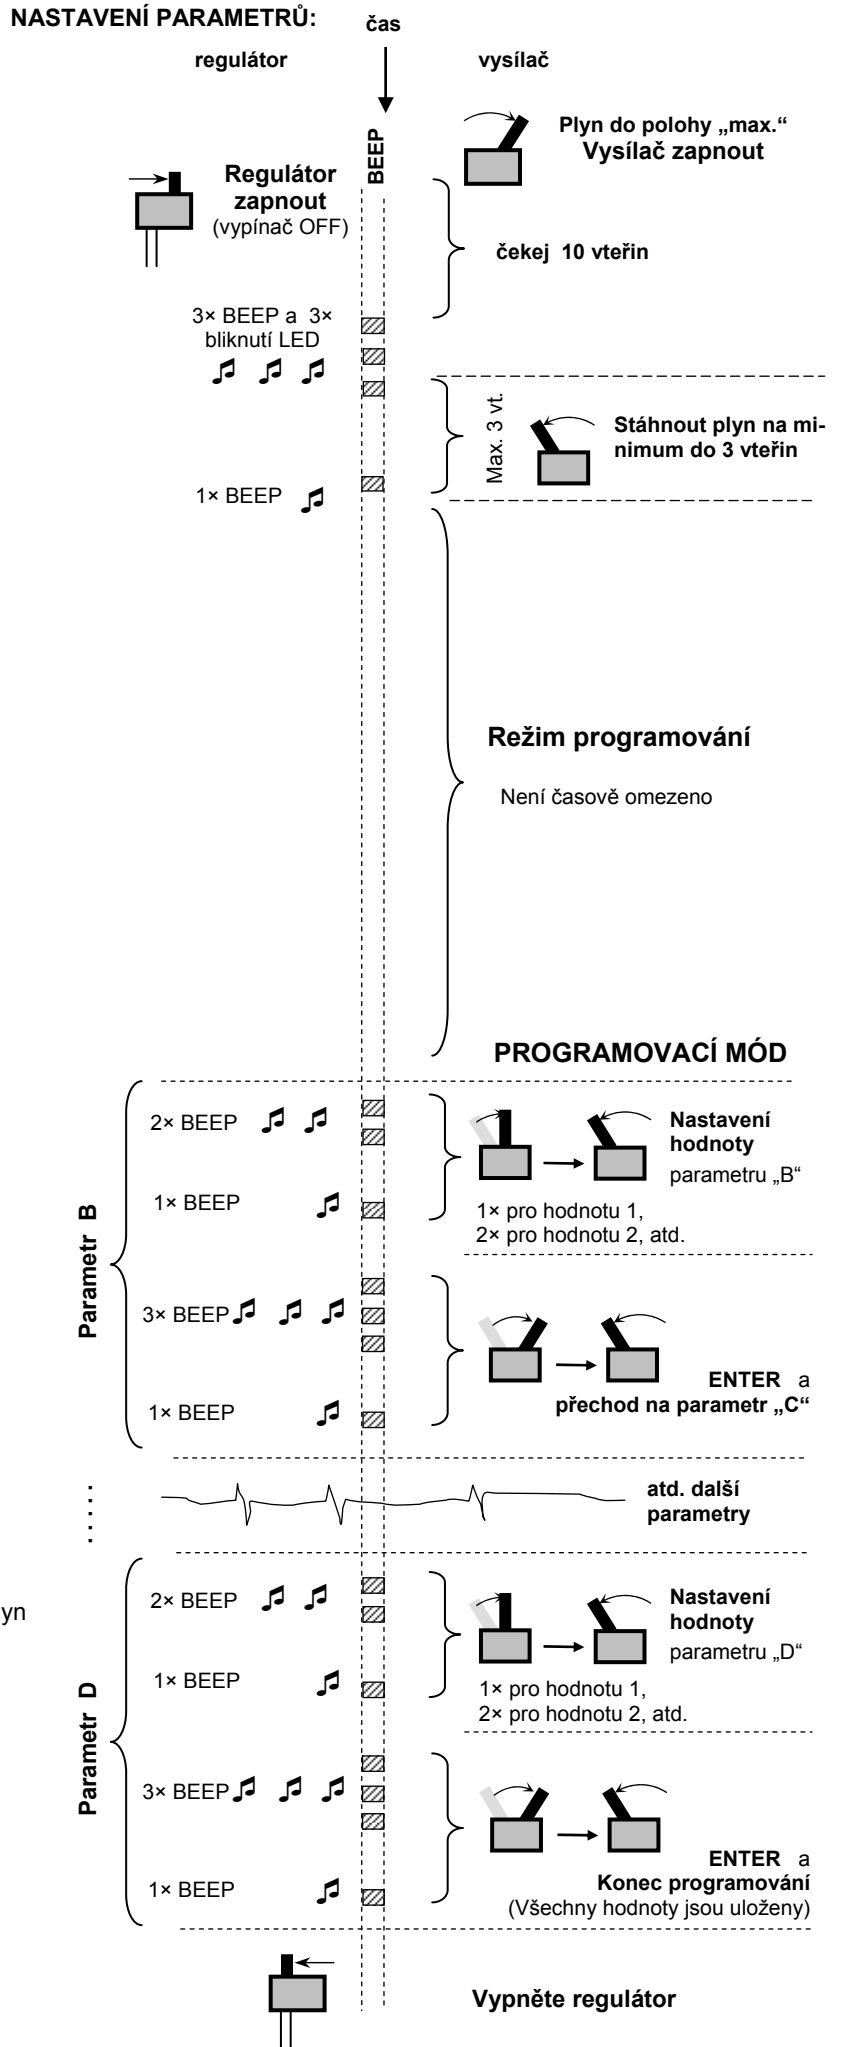 NASTAVENÍ PARAMETRŮ:
čas
regulátor
vysílač
BEEP
Plyn do polohy „max.“
Vysílač zapnout
Regulátor
zapnout
(vypínač OFF)
čekej 10 vteřin
3× BEEP a 3×
bliknutí LED
Max. 3 vt.
Stáhnout plyn na mi-
nimum do 3 vteřin
1× BEEP
Režim programování
Není časově omezeno
PROGRAMOVACÍ MÓD
Parametr B
2× BEEP
Nastavení
hodnoty
parametru „B“
1× BEEP
1× pro hodnotu 1,
2× pro hodnotu 2, atd.
3× BEEP
ENTER a
přechod na parametr „C“
1× BEEP
.....
atd. další
parametry
yn
Parametr D
2× BEEP
Nastavení
hodnoty
parametru „D“
1× BEEP
1× pro hodnotu 1,
2× pro hodnotu 2, atd.
3× BEEP
ENTER a
Konec programování
(Všechny hodnoty jsou uloženy)
1× BEEP
Vypněte regulátor